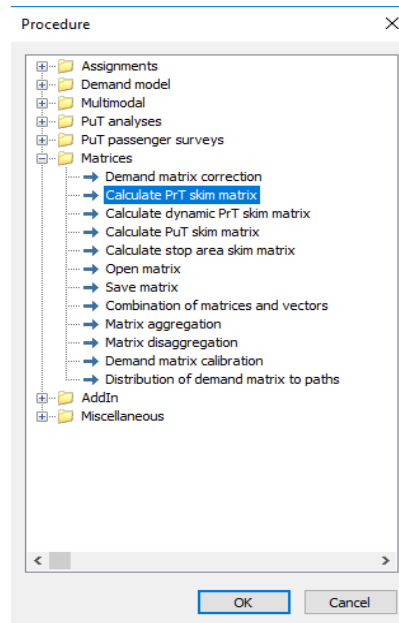 Procedure
Assignments
Demand model
Multimodal
PuT analyses
PuT passenger surveys
Matrices
Demand matrix correction
Calculate PrT skim matrix
Calculate dynamic PrT skim matrix
Calculate PuT skim matrix
Calculate stop area skim matrix
Open matrix
Save matrix
Combination of matrices and vectors
Matrix aggregation
Matrix disaggregation
Demand matrix calibration
Distribution of demand matrix to paths
AddIn
Miscellaneous
OK Cancel